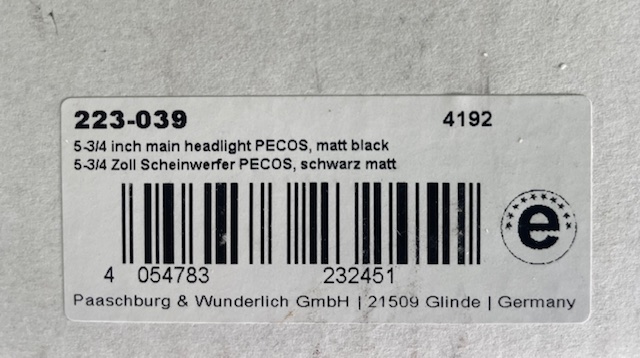 223-039 4192
5-3/4 inch main headlight PECOS, matt black
5-3/4 Zoll Scheinwerfer PECOS, schwarz matt
e
4 054783 232451
Paaschburg & Wunderlich GmbH | 21509 Glinde | Germany